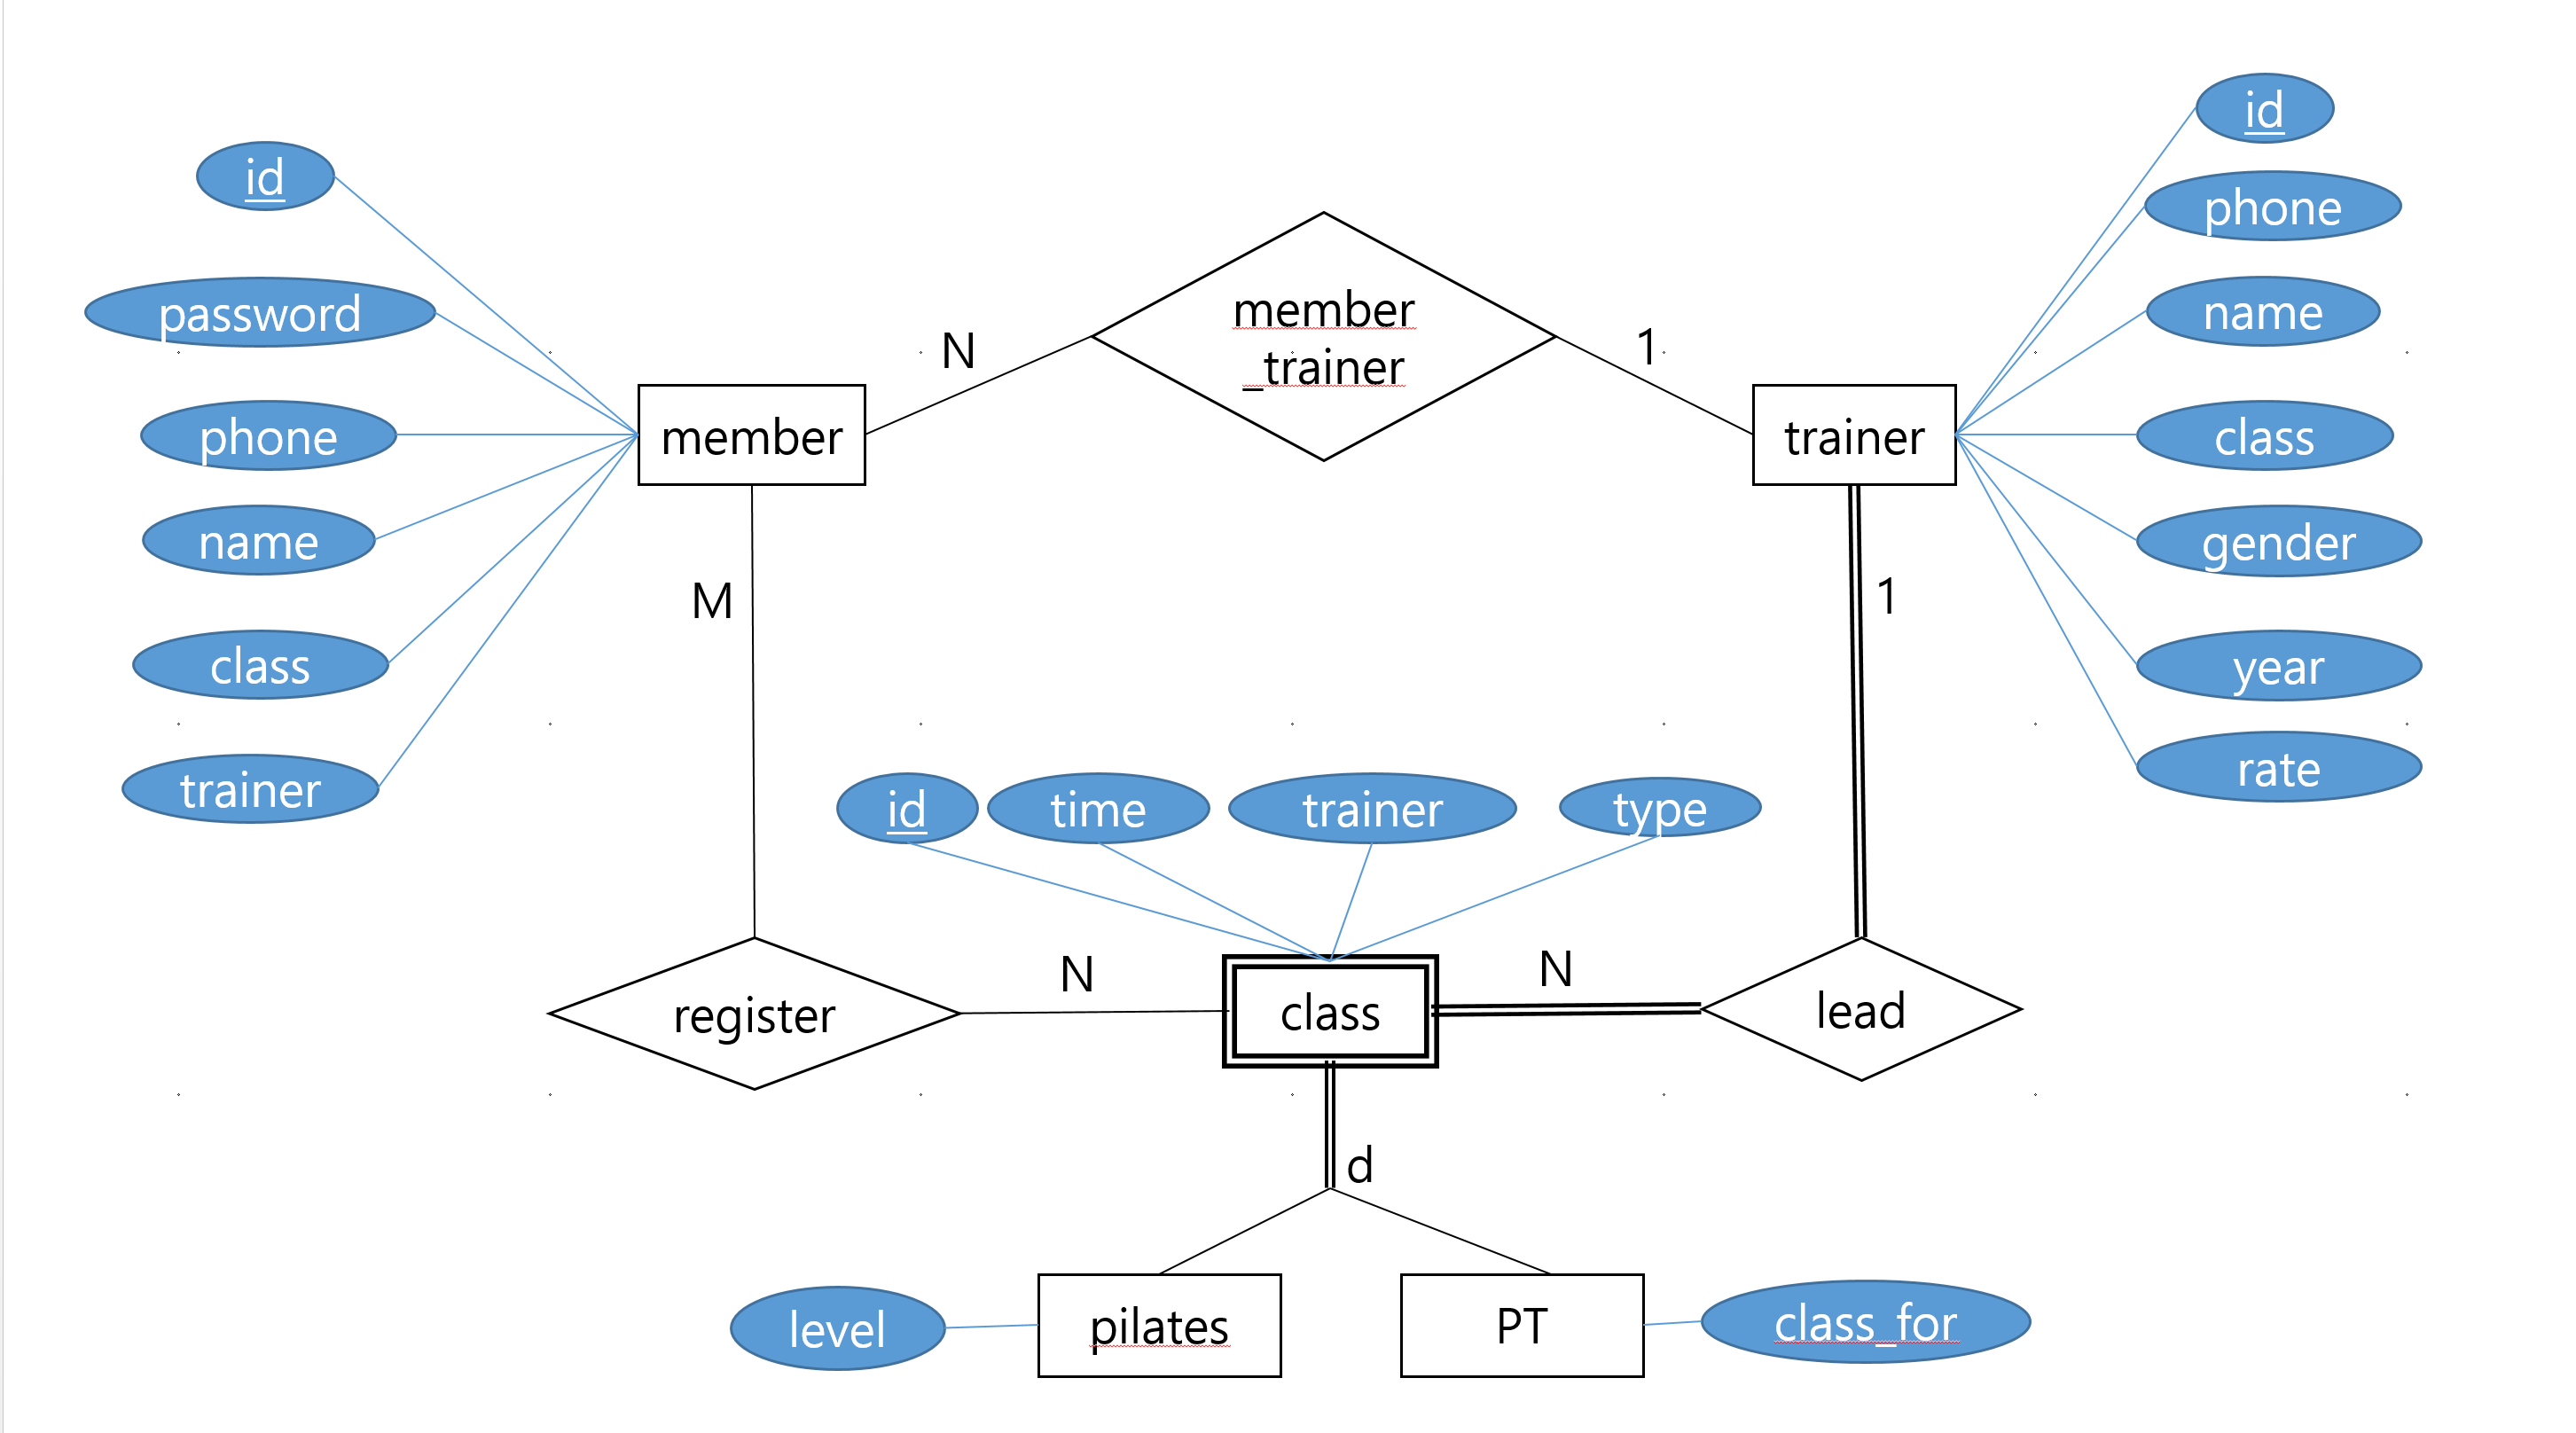 id
phone
name
class
gender
year
rate
id
password
phone
name
class
trainer
member
N
member
_trainer
1
trainer
M
1
id
time
trainer
type
register
N
class
N
lead
d
level
pilates
PT
class_for